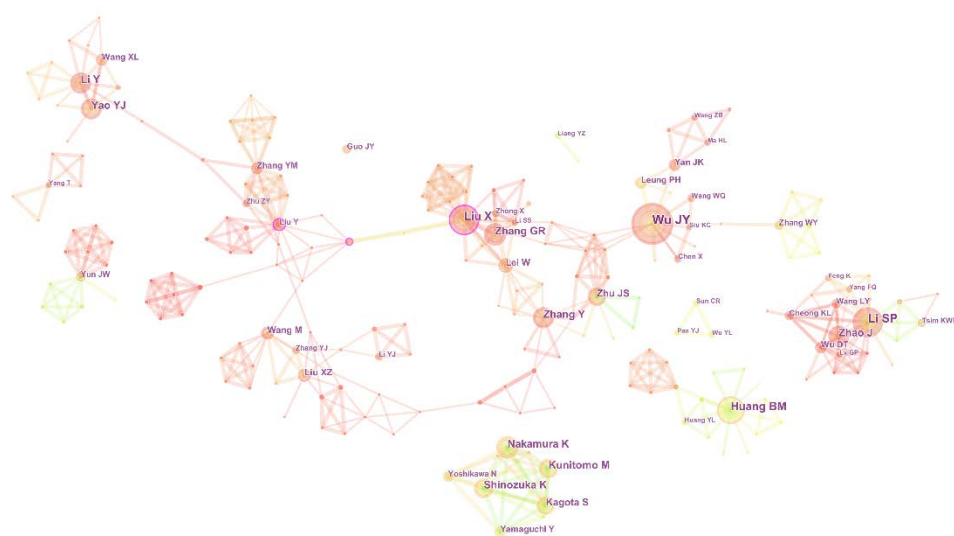 Wang XL
Li Y
Yao YJ
Yang T
Yun JW
Zhang YM
Zhu ZY
Liu Y
Guo JY
Liang YZ
Liu X
Zhong X
Li SS
Zhang GR
Lei W
Zhang Y
Zhu JS
Wang ZB
Ma HL
Yan JK
Leung PH
Wang WQ
Wu JY
Siu KC
Chen X
Zhang WY
Wang M
Zhang YJ
Liu XZ
Li YJ
Sun CR
Pan YJ
Wu YL
Feng K
Yang FQ
Wang LY
Cheong KL
Li SP
Tsim KWK
Zhao J
Wu DT
Lv GP
Huang BM
Huang YL
Nakamura K
Kunitomo M
Yoshikawa N
Shinozuka K
Kagota S
Yamaguchi Y